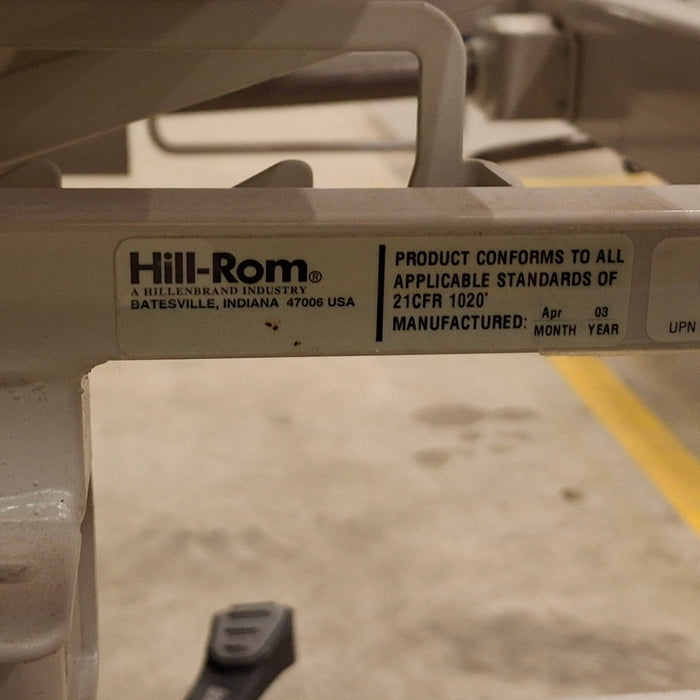 Hill-Rom®
A HILLENBRAND INDUSTRY
BATESVILLE, INDIANA 47006 USA
PRODUCT CONFORMS TO ALL
APPLICABLE STANDARDS OF
21CFR 1020*
MANUFACTURED: Apr 03
MONTH YEAR
UPN